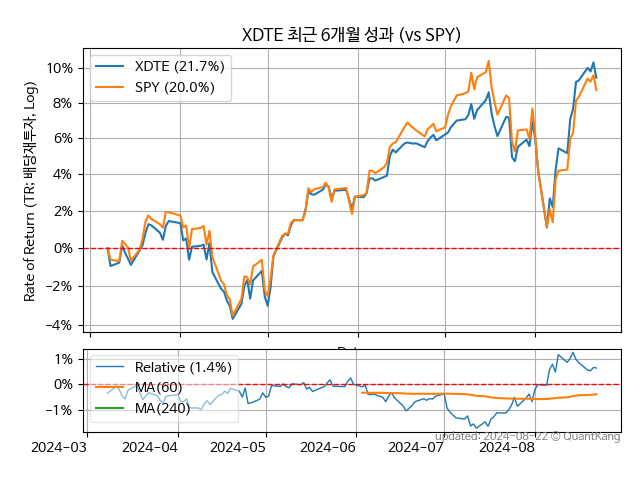 XDTE 최근 6개월 성과 (vs SPY)
Rate of Return (TR: 배당재투자, Log)
10%
8%
6%
4%
2%
0%
−2%
−4%
XDTE (21.7%)
SPY (20.0%)
1%
0%
−1%
Relative (1.4%)
MA(60)
MA(240)
2024−03
2024−04
2024−05
2024−06
2024−07
2024−08
updated: 2024−08−22 © QuantKang